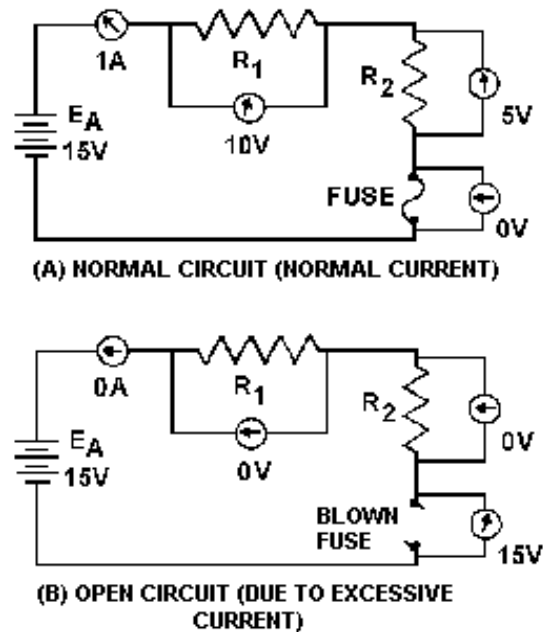 1A
R1
10V
R2
5V
EA
15V
FUSE
0V
(A) NORMAL CIRCUIT (NORMAL CURRENT)
0A
R1
0V
R2
0V
EA
15V
BLOWN
FUSE
15V
(B) OPEN CIRCUIT (DUE TO EXCESSIVE
CURRENT)